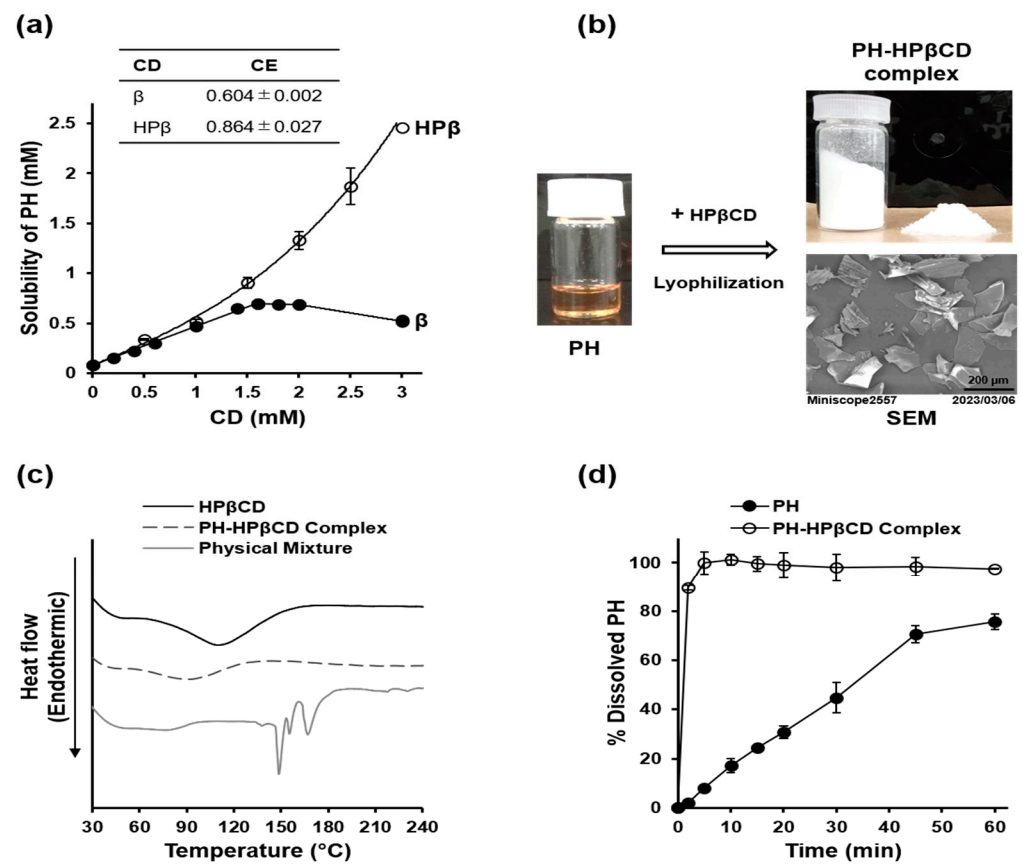 (a)
CD CE
β 0.604 ± 0.002
HPβ 0.864 ± 0.027
Solubility of PH (mM)
2.5
2
1.5
1
0.5
0
HPβ
β
0 0.5 1 1.5 2 2.5 3
CD (mM)
(b)
PH-HPβCD
complex
+ HPβCD
Lyophilization
PH
200 µm
Miniscope2557 2023/03/06
SEM
(c)
HPβCD
PH-HPβCD Complex
Physical Mixture
Heat flow
(Endothermic)
30 60 90 120 150 180 210 240
Temperature (°C)
(d)
PH
PH-HPβCD Complex
% Dissolved PH
100
80
60
40
20
0
0 10 20 30 40 50 60
Time (min)